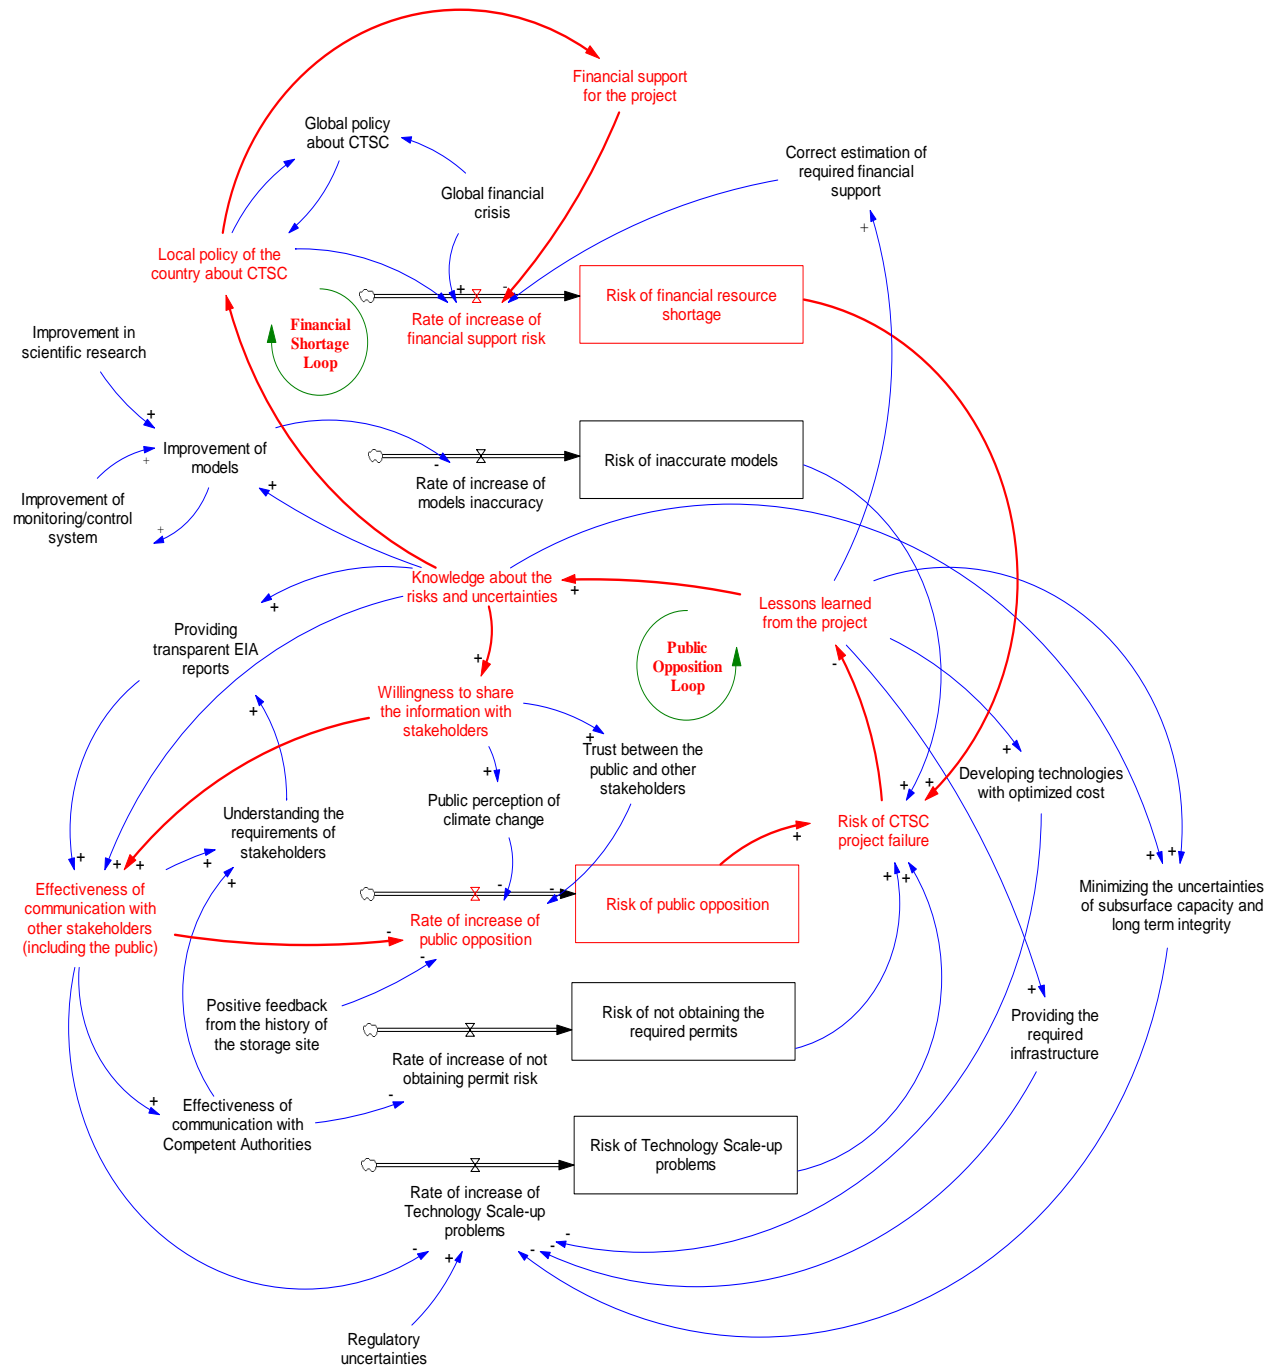 Financial support
for the project
Global policy
about CTSC
Correct estimation of
required financial
support
Global financial
crisis
+
Local policy of the
country about CTSC
+
-
Risk of financial resource
shortage
Rate of increase of
financial support risk
Financial
Shortage
Loop
Improvement in
scientific research
+
Improvement of
models
+
-
Risk of inaccurate models
Rate of increase of
models inaccuracy
+
Improvement of
monitoring/control
system
+
Knowledge about the
risks and uncertainties
+
+
Lessons learned
from the project
Providing
transparent EIA
reports
Public
Opposition
Loop
+
-
Willingness to share
the information with
stakeholders
+
+
Trust between the
public and other
stakeholders
+
+
Developing technologies
with optimized cost
+
+
Public perception of
climate change
Understanding the
requirements of
stakeholders
Risk of CTSC
project failure
+
+
+
+
+
+
+
+
+
+
+
Effectiveness of
communication with
other stakeholders
(including the public)
-
-
Risk of public opposition
Minimizing the uncertainties
of subsurface capacity and
long term integrity
Rate of increase of
public opposition
-
-
Positive feedback
from the history of
the storage site
Risk of not obtaining the
required permits
+
Providing the
required
infrastructure
Rate of increase of not
obtaining permit risk
+
-
Effectiveness of
communication with
Competent Authorities
Risk of Technology Scale-up
problems
Rate of increase of
Technology Scale-up
problems
-
+
-
-
-
Regulatory
uncertainties